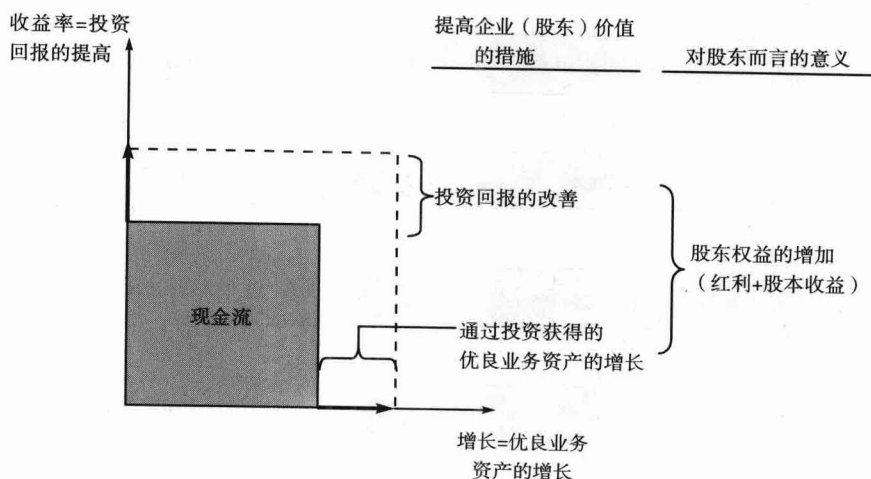 收益率=投资
回报的提高
提高企业（股东）价值
的措施
对股东而言的意义
投资回报的改善
股东权益的增加
（红利+股本收益）
现金流
通过投资获得的
优良业务资产的增长
增长=优良业务
资产的增长